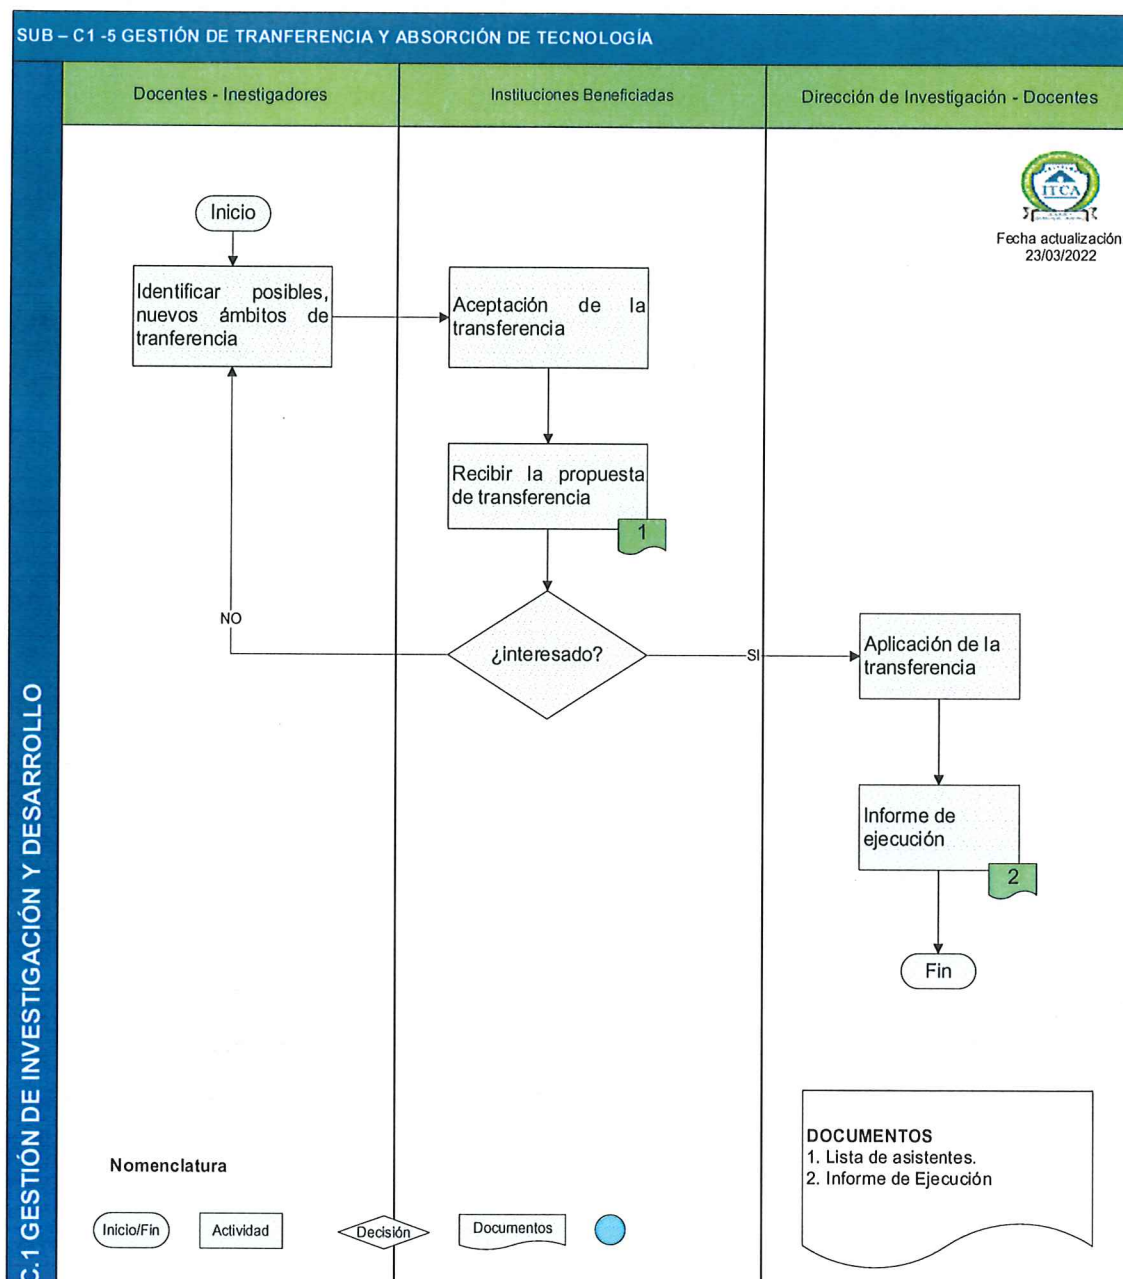 SUB – C1 -5 GESTIÓN DE TRANFERENCIA Y ABSORCIÓN DE TECNOLOGÍA
C.1 GESTIÓN DE INVESTIGACIÓN Y DESARROLLO
Docentes - Inestigadores
Instituciones Beneficiadas
Dirección de Investigación - Docentes
ITCA
Fecha actualización
23/03/2022
Inicio
Identificar posibles,
nuevos ámbitos de
tranferencia
Aceptación de la
transferencia
Recibir la propuesta
de transferencia
1
¿interesado?
NO
SI
Aplicación de la
transferencia
Informe de
ejecución
2
Fin
DOCUMENTOS
1. Lista de asistentes.
2. Informe de Ejecución
Nomenclatura
Inicio/Fin
Actividad
Decisión
Documentos